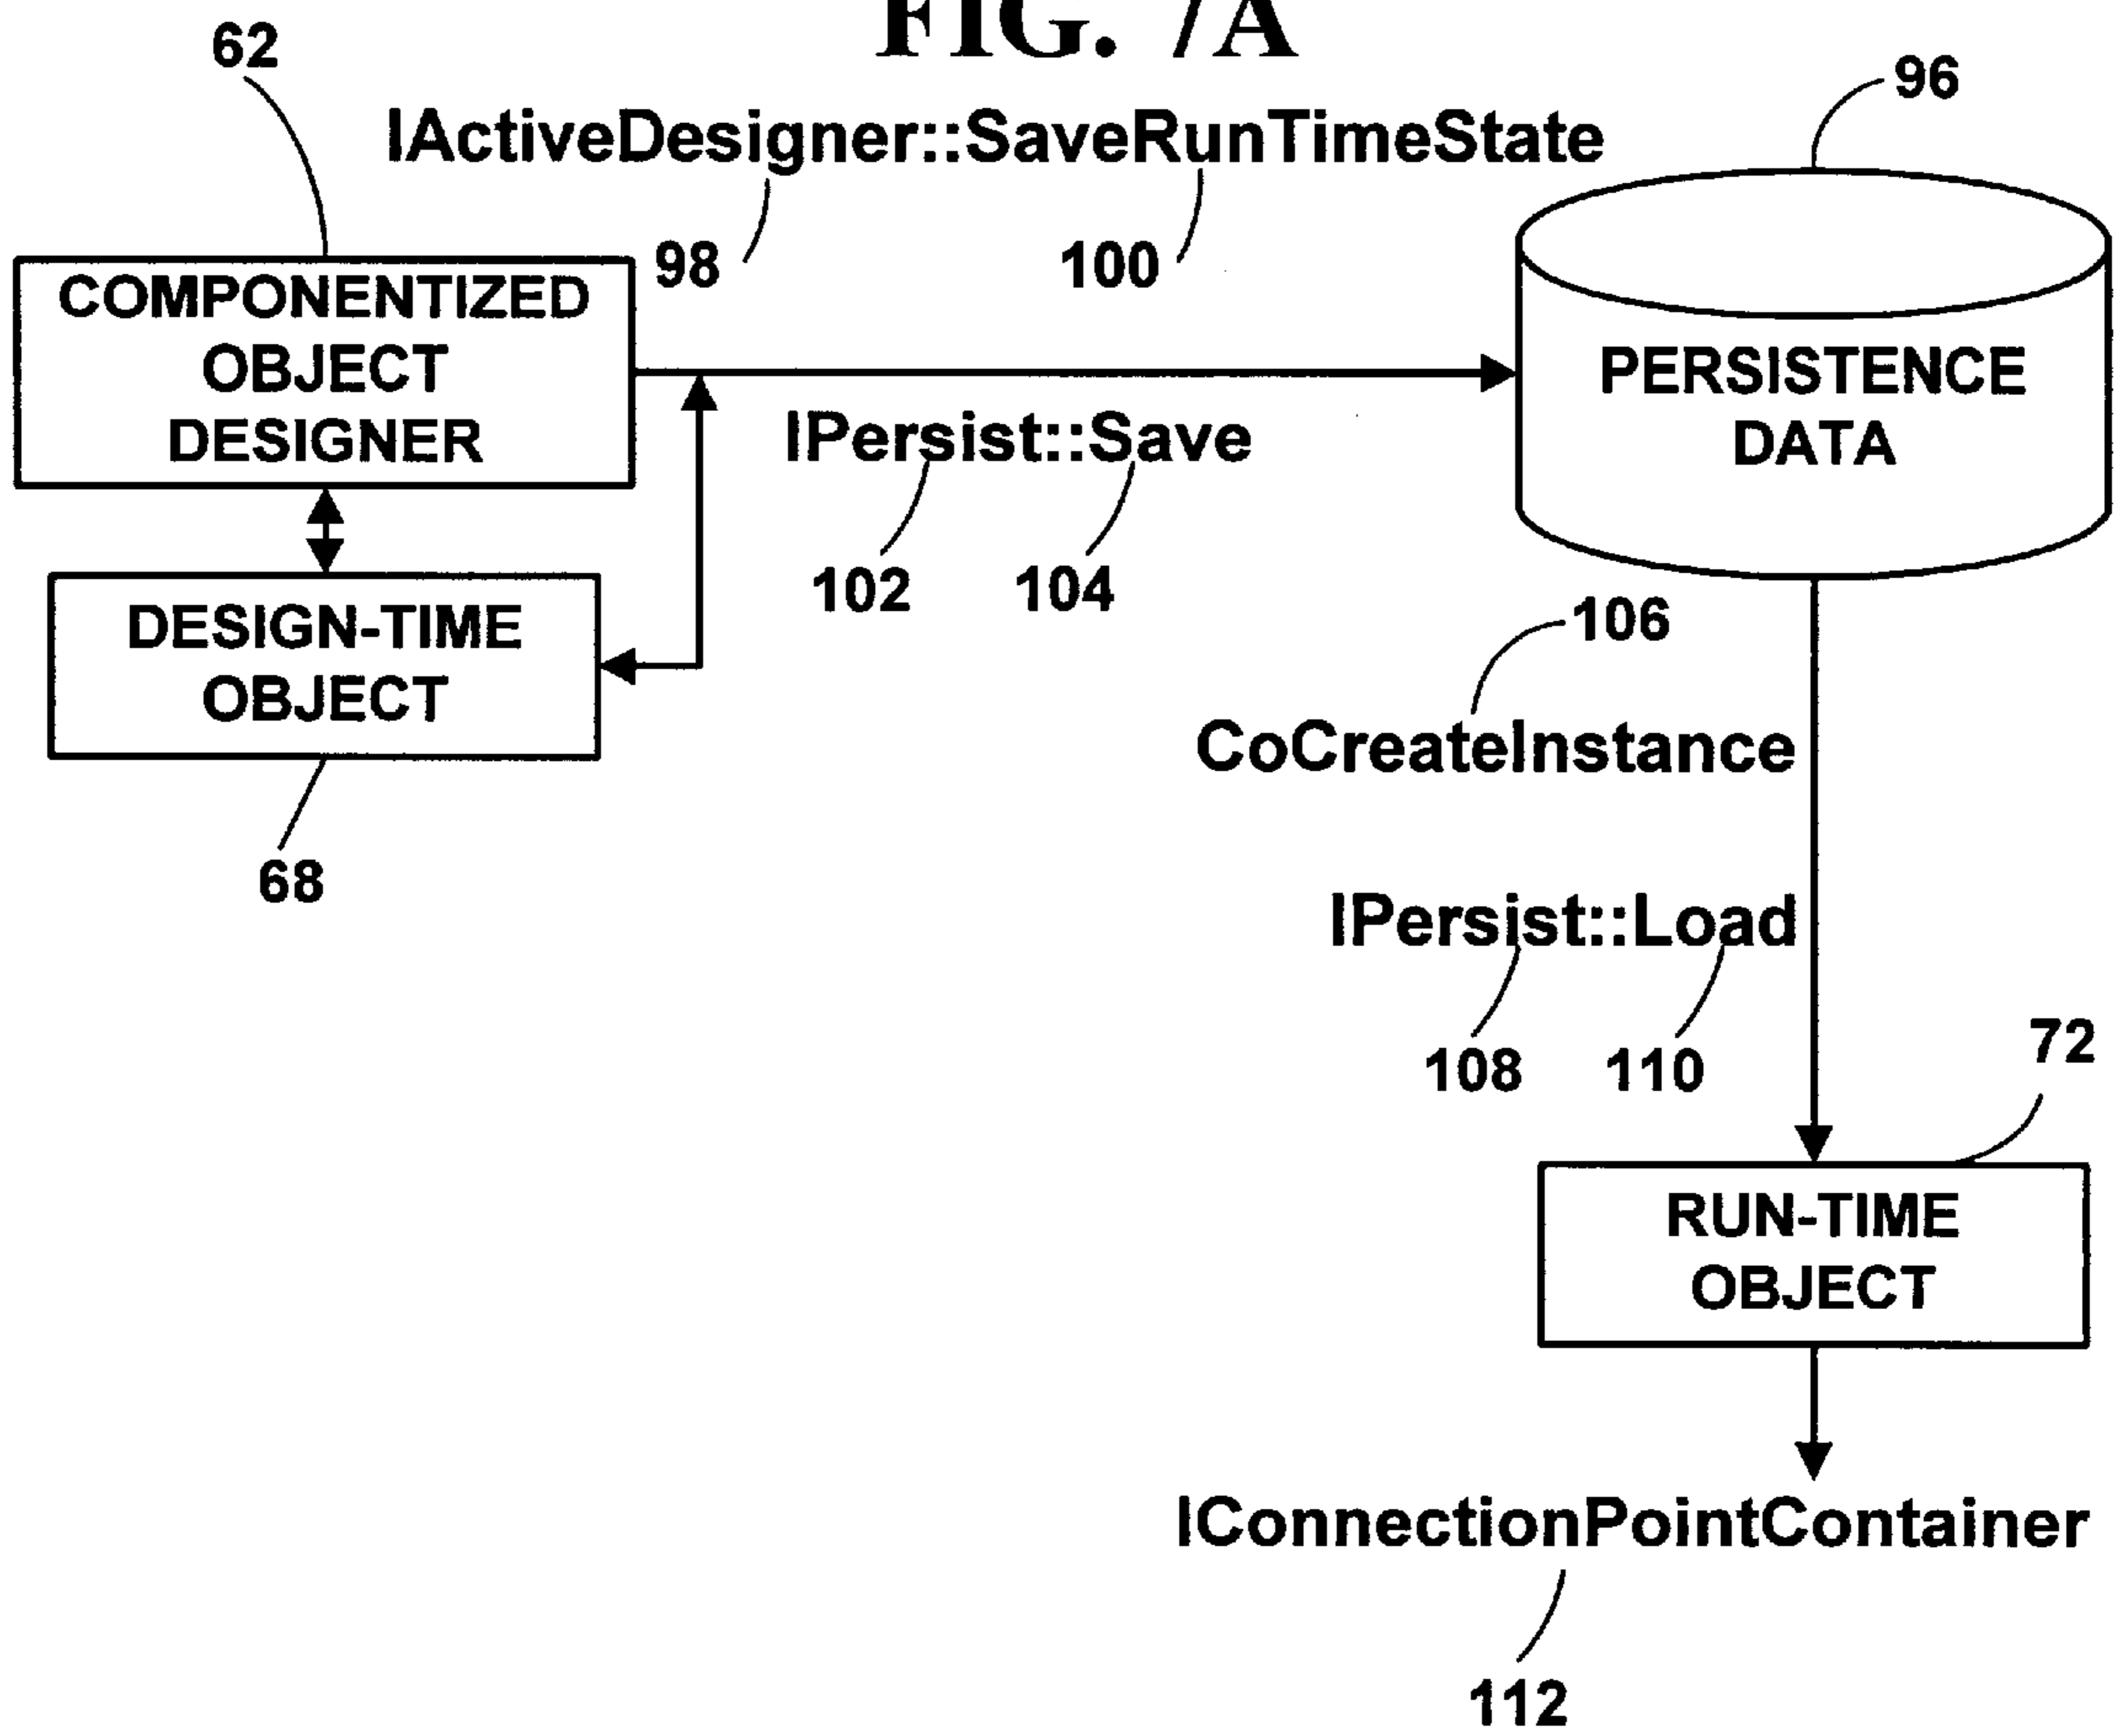 FIG. 7A
62
96
IActiveDesigner::SaveRunTimeState
98
100
COMPONENTIZED
OBJECT
DESIGNER
PERSISTENCE
DATA
IPersist::Save
102
104
DESIGN-TIME
OBJECT
68
106
CoCreateInstance
IPersist::Load
108
110
72
RUN-TIME
OBJECT
IConnectionPointContainer
112